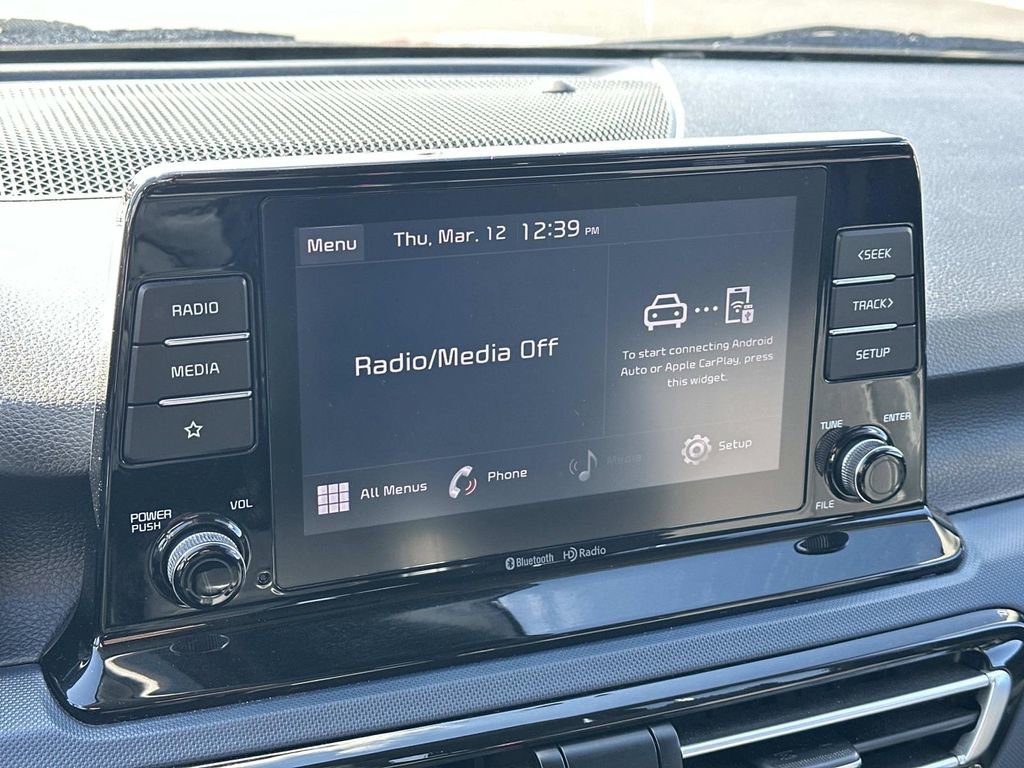 Menu
Thu, Mar. 12 12:39 PM
Radio/Media Off
To start connecting Android
Auto or Apple CarPlay, press
this widget.
All Menus
Phone
Media
Setup
RADIO
MEDIA
POWER
PUSH
VOL
<SEEK
TRACK>
SETUP
TUNE
ENTER
FILE
Bluetooth
HD Radio